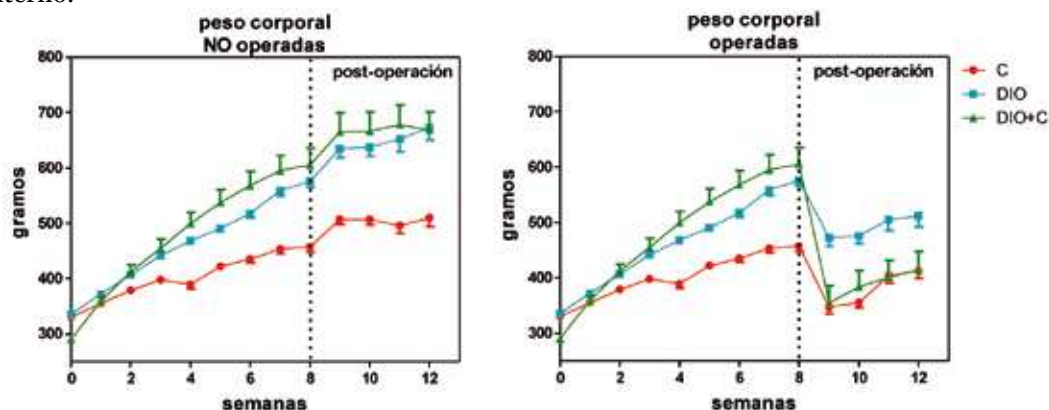 peso corporal
NO operadas
post-operación
800
700
600
500
400
300
gramos
0 2 4 6 8 10 12
semanas
peso corporal
operadas
post-operación
800
700
600
500
400
300
gramos
0 2 4 6 8 10 12
semanas
C
DIO
DIO+C